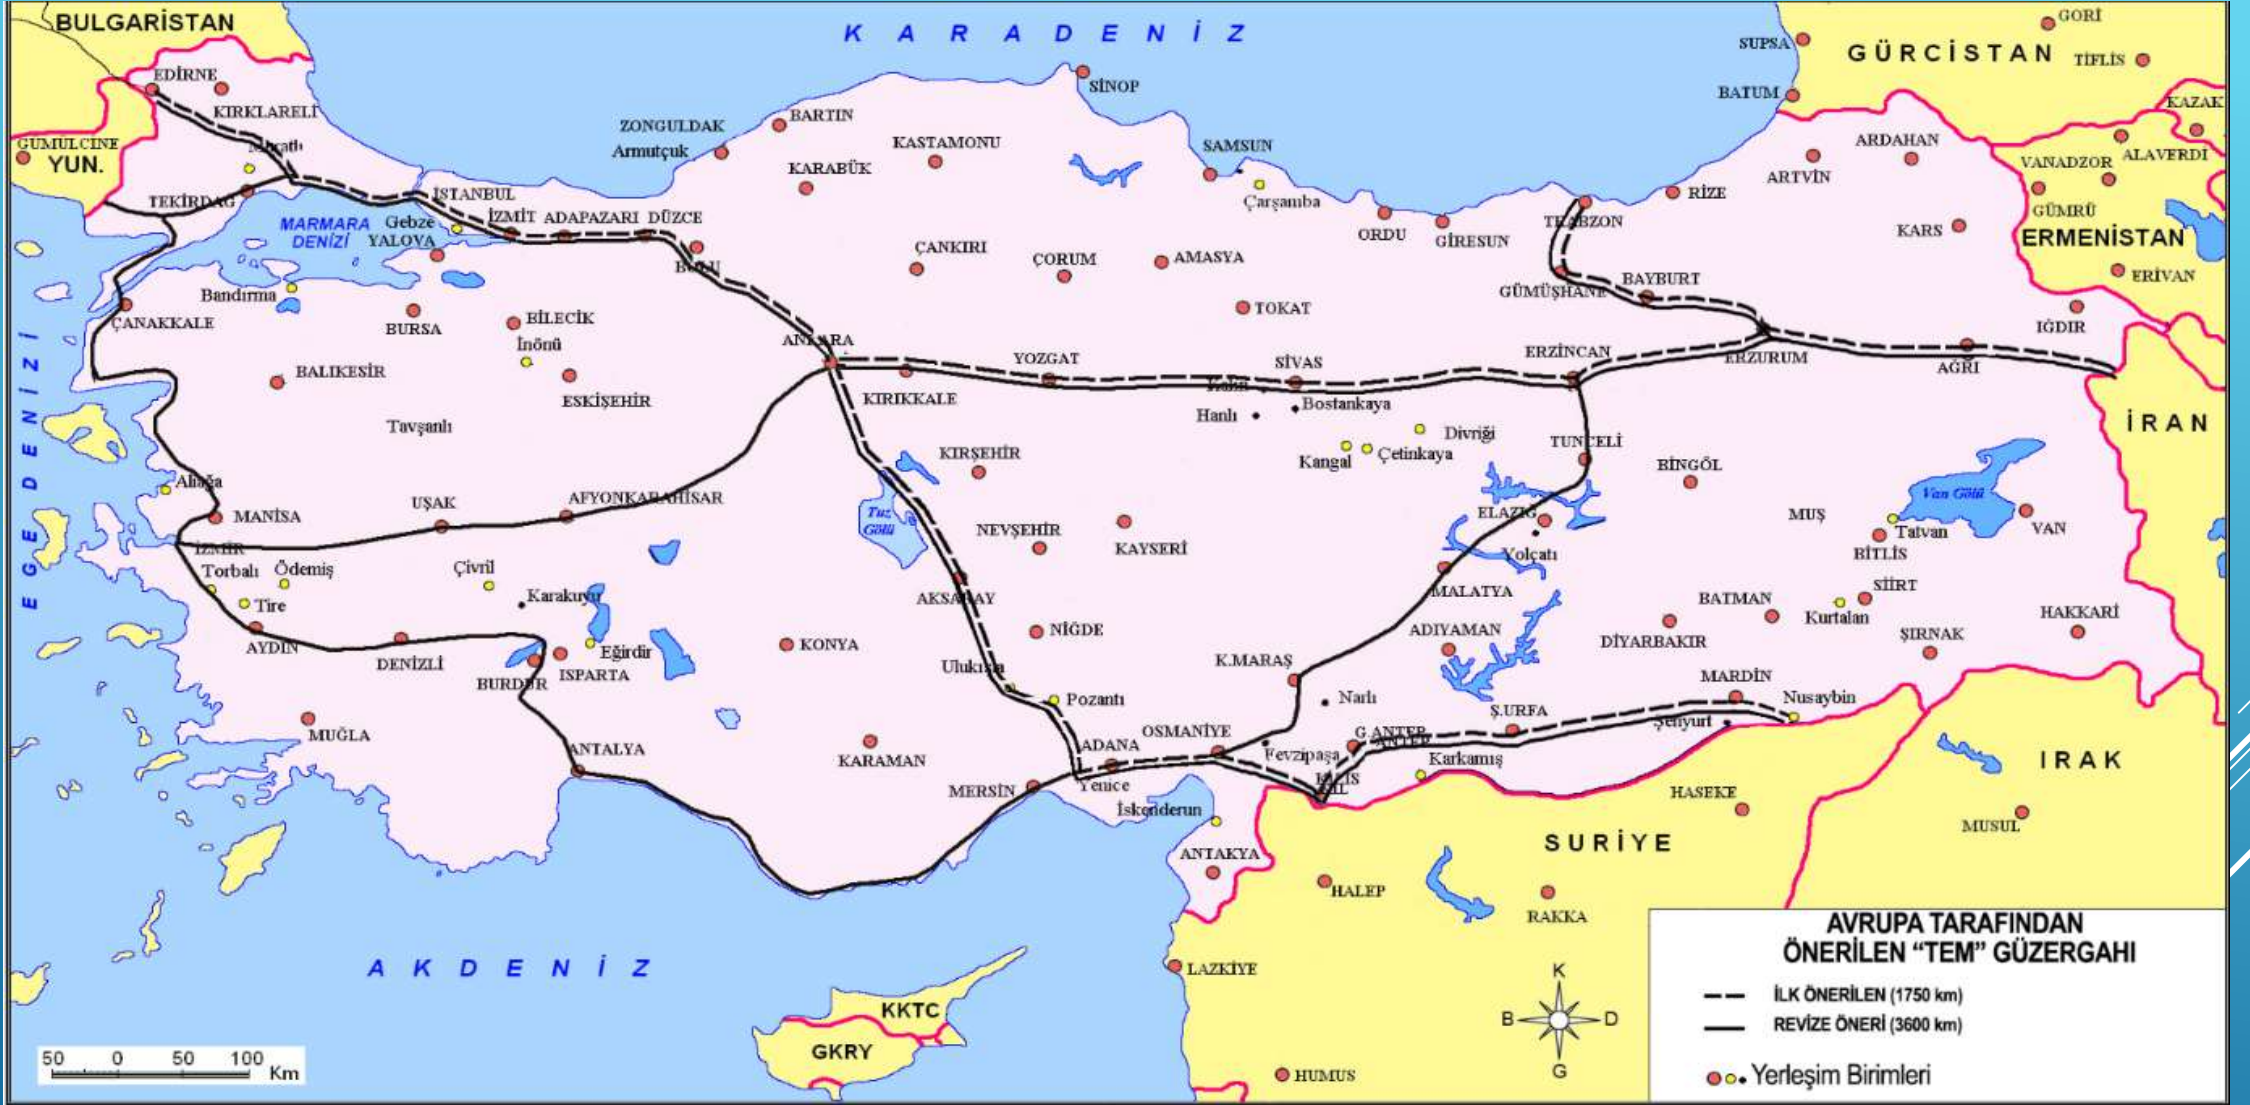 BULGARİSTAN
K A R A D E N İ Z
GORİ
SUPSA
GÜRCİSTAN
TİFLİS
EDİRNE
SİNOP
BATUM
KAZAK
KIRKLARELİ
BARTIN
ZONGULDAK
Armutçuk
KASTAMONU
SAMSUN
ARDAHAN
GÜMÜLCINE
YUN.
KARABÜK
ARTVİN
VANADZOR
ALAVERDİ
TEKİRDAG
İSTANBUL
Çarşamba
RİZE
GÜMRÜ
MARMARA
DENİZİ
Gebze
İZMİT
ADAPAZARI
DÜZCE
TRABZON
YALOVA
ORDU
GİRESUN
KARS
ERMENİSTAN
BOLU
ÇANKIRI
ÇORUM
AMASYA
ERİVAN
Bandırma
GÜMÜŞHANE
BAYBURT
ÇANAKKALE
BURSA
BİLECİK
TOKAT
IĞDIR
İnönü
ANKARA
YOZGAT
SİVAS
ERZİNCAN
ERZURUM
AĞRI
BALIKESİR
ESKİŞEHİR
KIRIKKALE
Hanlı
Bostankaya
İRAN
E G E D E N İ Z İ
Tavşanlı
KIRŞEHİR
Kangal
Çetinkaya
Divriği
TUNCELİ
BİNGÖL
Aliağa
MANİSA
UŞAK
AFYONKARAHİSAR
Tuz
Gölü
NEVŞEHİR
KAYSERİ
ELAZIG
Yolçatı
MUŞ
Van Gölü
Tatvan
VAN
BİTLİS
İZMİR
Torbalı
Ödemiş
Tire
Çivril
Karakuyu
AKSARAY
MALATYA
BATMAN
SİİRT
Kurtalan
HAKKARİ
AYDIN
DENİZLİ
BURDUR
ISPARTA
Eğirdir
KONYA
NİĞDE
ADIYAMAN
DİYARBAKIR
ŞIRNAK
Ulukışla
Pozantı
K.MARAŞ
Narlı
MARDİN
Nusaybin
Şenyurt
MUĞLA
ANTALYA
KARAMAN
ADANA
OSMANİYE
G.ANTEP
Ş.URFA
Fevzipaşa
Karkamış
MERSİN
Yenice
KİLİS
İskenderun
HASEKE
IRAK
MUSUL
SURİYE
ANTAKYA
HALEP
RAKKA
A K D E N İ Z
LAZKİYE
KKTC
GKRY
HUMUS
K
B
D
G
50 0 50 100
Km
AVRUPA TARAFINDAN
ÖNERİLEN “TEM” GÜZERGAHI
İLK ÖNERİLEN (1750 km)
REVİZE ÖNERİ (3600 km)
Yerleşim Birimleri